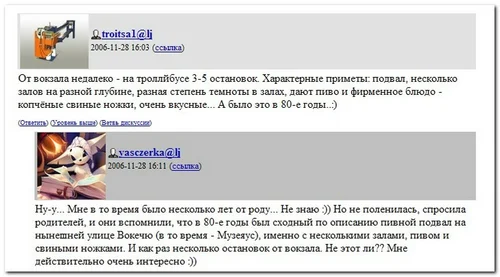 troitsa1@lj
2006-11-28 16:03 (ссылка)
От вокзала недалеко - на троллйбусе 3-5 остановок. Характерные приметы: подвал, несколько
залов на разной глубине, разная степень темноты в залах, дают пиво и фирменное блюдо -
копчёные свиные ножки, очень вкусные... А было это в 80-е годы..:)
(Ответить) (Уровень выше) (Ветвь дискуссии)
yasczerka@lj
2006-11-28 16:11 (ссылка)
Ну-у... Мне в то время было несколько лет от роду... Не знаю :)) Но не поленилась, спросила
родителей, и они вспомнили, что в 80-е годы был сходный по описанию пивной подвал на
нынешней улице Вокечю (в то время - Музеяус), именно с несколькими залами, пивом и
свиными ножками. И как раз несколько остановок от вокзала. Не этот ли?? Мне
действительно очень интересно :))